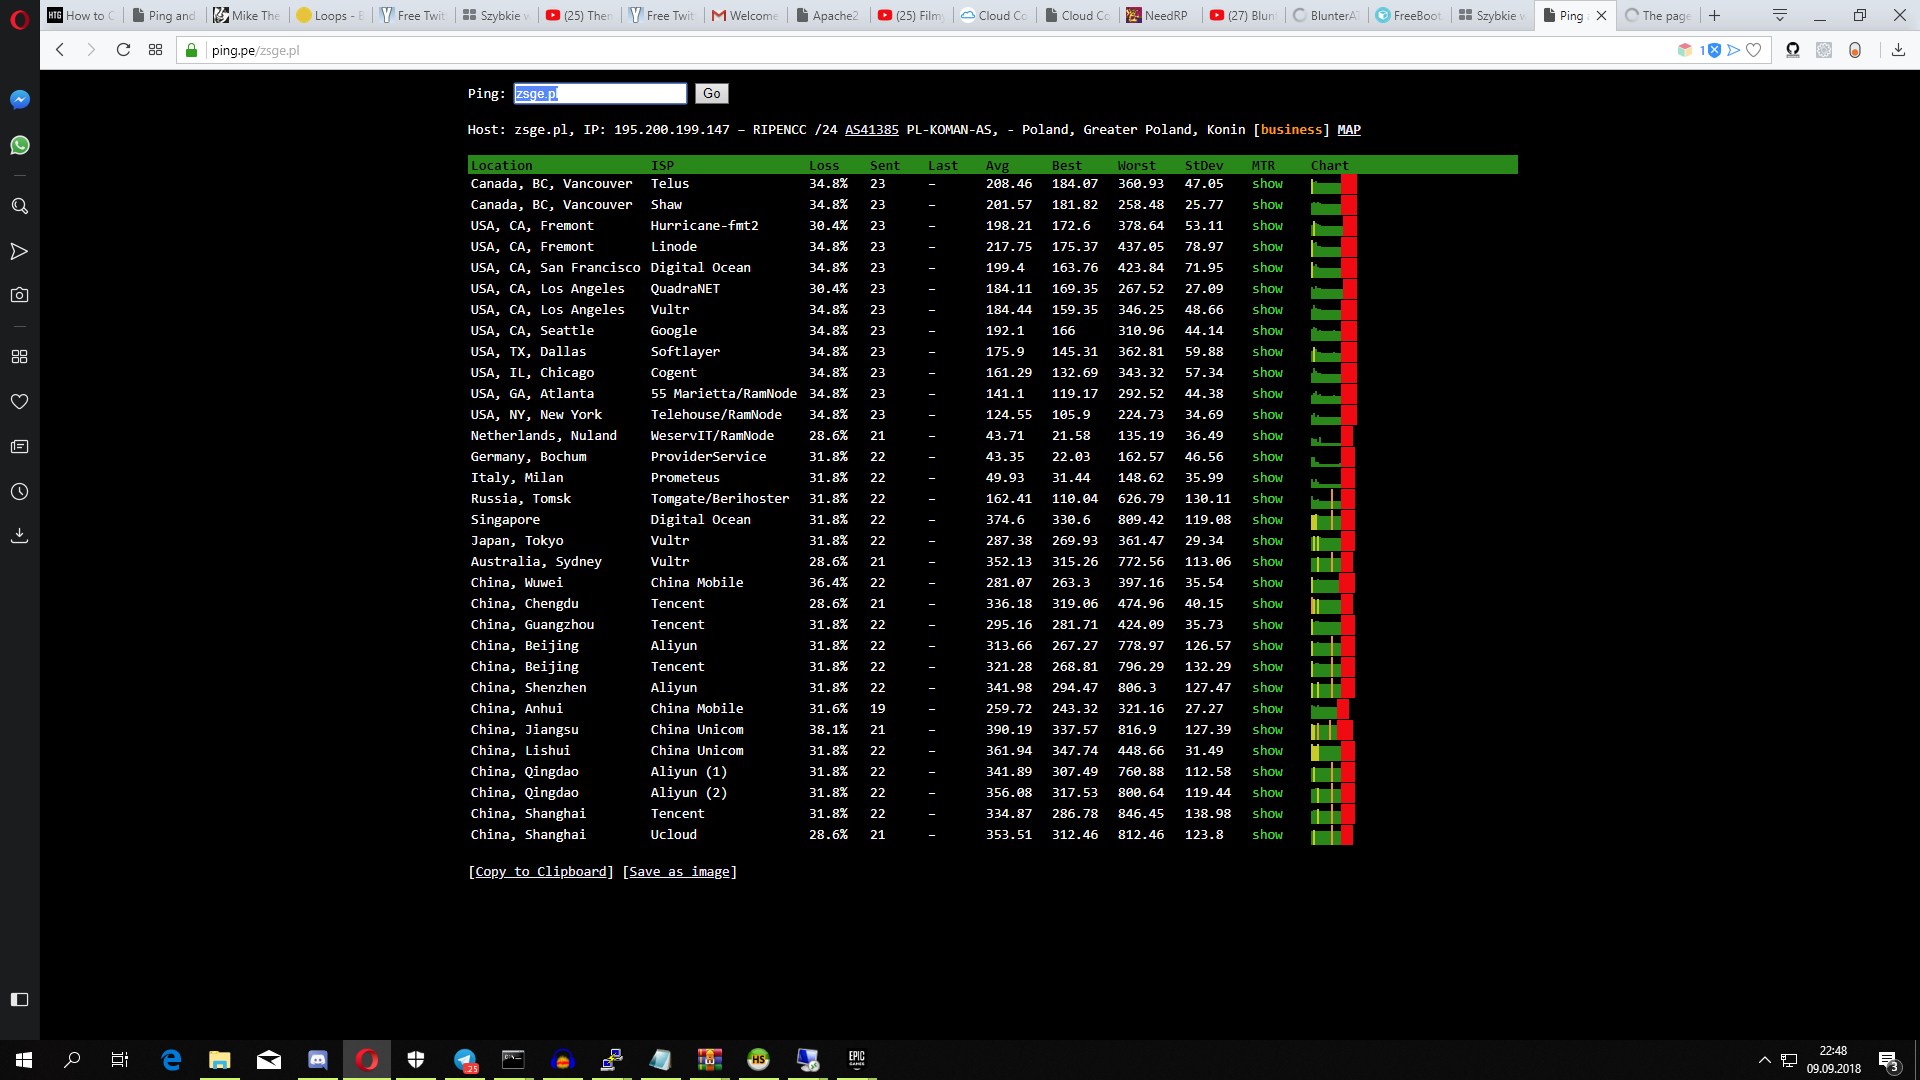 How to C
Ping and
Mike The
Loops - B
Free Twit
Szybkie w
(25) Them
Free Twit
Welcome
Apache2
(25) Film
Cloud Co
Cloud Co
NeedRP
(27) Blun
BlunterAT
FreeBoot
Szybkie w
Ping
The page
ping.pe/zsge.pl
1
Ping: zsge.pl Go
Host: zsge.pl, IP: 195.200.199.147 – RIPENCC /24 AS41385 PL-KOMAN-AS, - Poland, Greater Poland, Konin [business] MAP
Location ISP Loss Sent Last Avg Best Worst StDev MTR Chart
Canada, BC, Vancouver Telus 34.8% 23 – 208.46 184.07 360.93 47.05 show
Canada, BC, Vancouver Shaw 34.8% 23 – 201.57 181.82 258.48 25.77 show
USA, CA, Fremont Hurricane-fmt2 30.4% 23 – 198.21 172.6 378.64 53.11 show
USA, CA, Fremont Linode 34.8% 23 – 217.75 175.37 437.05 78.97 show
USA, CA, San Francisco Digital Ocean 34.8% 23 – 199.4 163.76 423.84 71.95 show
USA, CA, Los Angeles QuadraNET 30.4% 23 – 184.11 169.35 267.52 27.09 show
USA, CA, Los Angeles Vultr 34.8% 23 – 184.44 159.35 346.25 48.66 show
USA, CA, Seattle Google 34.8% 23 – 192.1 166 310.96 44.14 show
USA, TX, Dallas Softlayer 34.8% 23 – 175.9 145.31 362.81 59.88 show
USA, IL, Chicago Cogent 34.8% 23 – 161.29 132.69 343.32 57.34 show
USA, GA, Atlanta 55 Marietta/RamNode 34.8% 23 – 141.1 119.17 292.52 44.38 show
USA, NY, New York Telehouse/RamNode 34.8% 23 – 124.55 105.9 224.73 34.69 show
Netherlands, Nuland WeservIT/RamNode 28.6% 21 – 43.71 21.58 135.19 36.49 show
Germany, Bochum ProviderService 31.8% 22 – 43.35 22.03 162.57 46.56 show
Italy, Milan Prometeus 31.8% 22 – 49.93 31.44 148.62 35.99 show
Russia, Tomsk Tomgate/Berihoster 31.8% 22 – 162.41 110.04 626.79 130.11 show
Singapore Digital Ocean 31.8% 22 – 374.6 330.6 809.42 119.08 show
Japan, Tokyo Vultr 31.8% 22 – 287.38 269.93 361.47 29.34 show
Australia, Sydney Vultr 28.6% 21 – 352.13 315.26 772.56 113.06 show
China, Wuwei China Mobile 36.4% 22 – 281.07 263.3 397.16 35.54 show
China, Chengdu Tencent 28.6% 21 – 336.18 319.06 474.96 40.15 show
China, Guangzhou Tencent 31.8% 22 – 295.16 281.71 424.09 35.73 show
China, Beijing Aliyun 31.8% 22 – 313.66 267.27 778.97 126.57 show
China, Beijing Tencent 31.8% 22 – 321.28 268.81 796.29 132.29 show
China, Shenzhen Aliyun 31.8% 22 – 341.98 294.47 806.3 127.47 show
China, Anhui China Mobile 31.6% 19 – 259.72 243.32 321.16 27.27 show
China, Jiangsu China Unicom 38.1% 21 – 390.19 337.57 816.9 127.39 show
China, Lishui China Unicom 31.8% 22 – 361.94 347.74 448.66 31.49 show
China, Qingdao Aliyun (1) 31.8% 22 – 341.89 307.49 760.88 112.58 show
China, Qingdao Aliyun (2) 31.8% 22 – 356.08 317.53 800.64 119.44 show
China, Shanghai Tencent 31.8% 22 – 334.87 286.78 846.45 138.98 show
China, Shanghai Ucloud 28.6% 21 – 353.51 312.46 812.46 123.8 show
[Copy to Clipboard] [Save as image]
22:48
09.09.2018
3